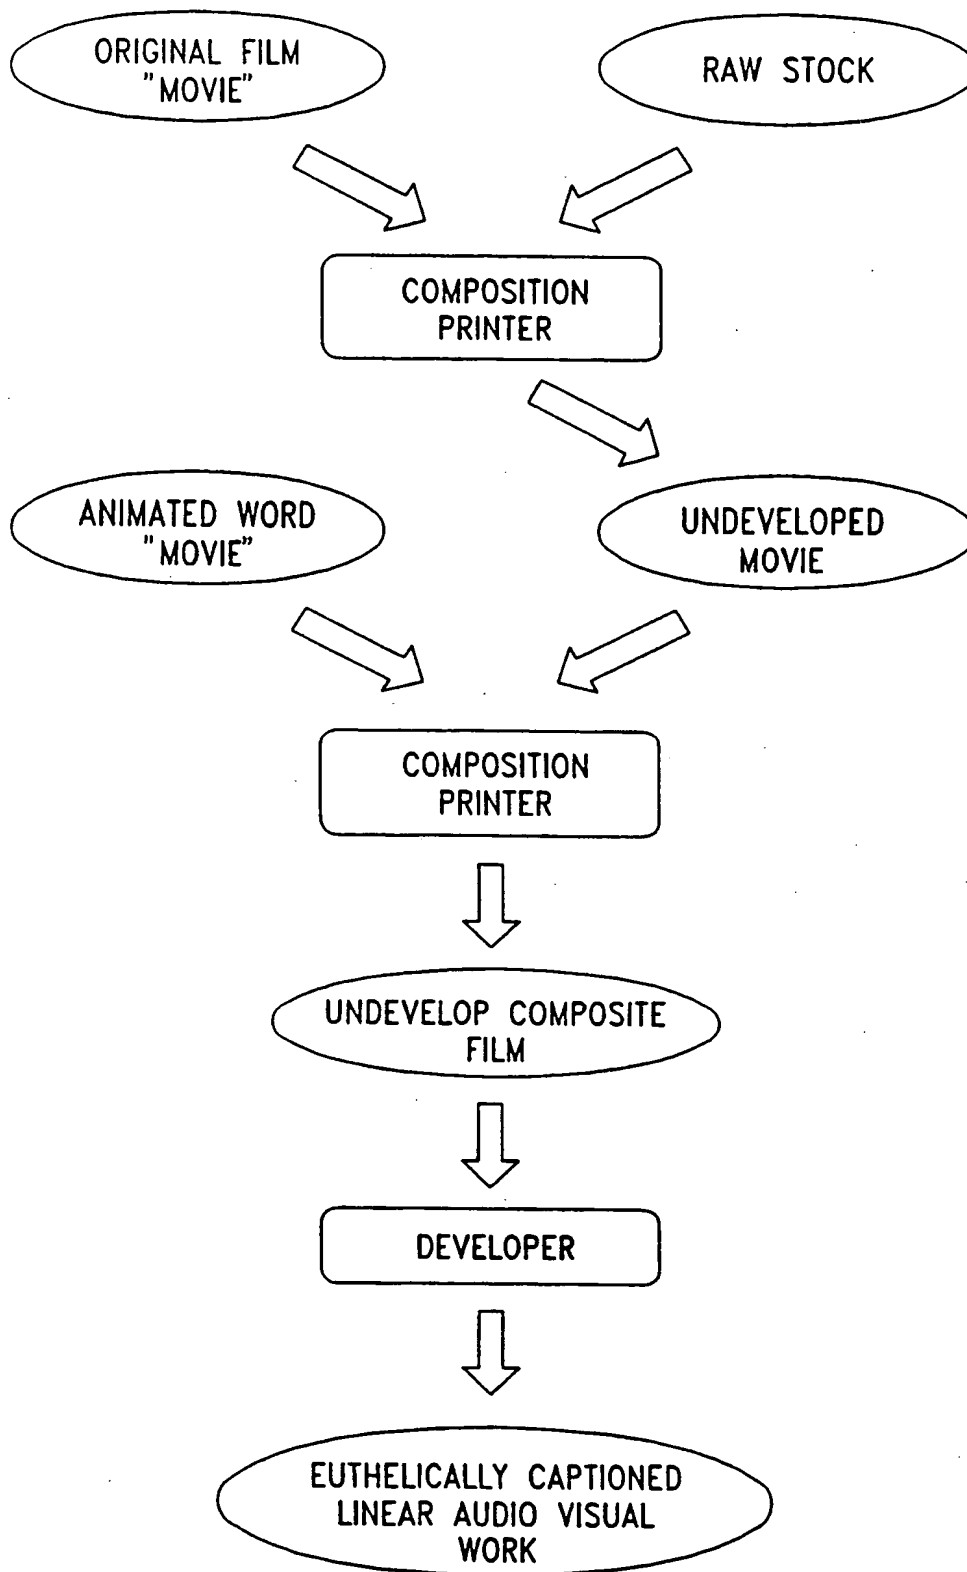 ORIGINAL FILM
"MOVIE"
RAW STOCK
COMPOSITION
PRINTER
ANIMATED WORD
"MOVIE"
UNDEVELOPED
MOVIE
COMPOSITION
PRINTER
UNDEVELOP COMPOSITE
FILM
DEVELOPER
EUTHELICALLY CAPTIONED
LINEAR AUDIO VISUAL
WORK